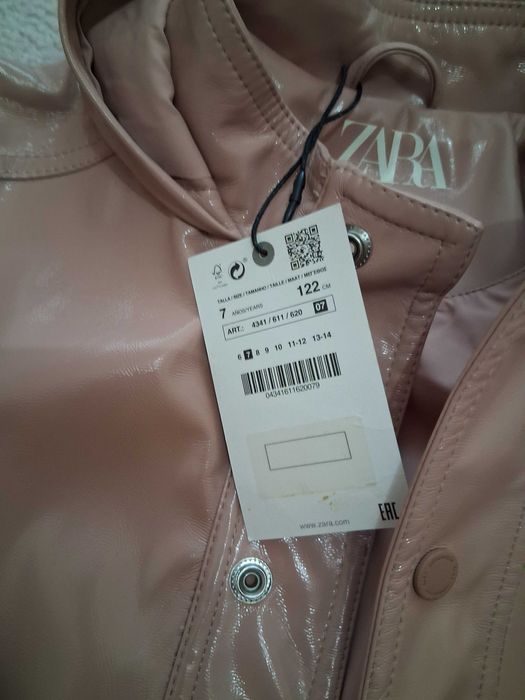 ZARA
TALLA / SIZE / TAMANHO / TAILLE / MAAT / ΜΕΓΕΘΟΣ
7 AÑOS/YEARS 122 CM
ART.: 4341 / 611 / 620 07
6 7 8 9 10 11-12 13-14
04341611620079
www.zara.com
EAC